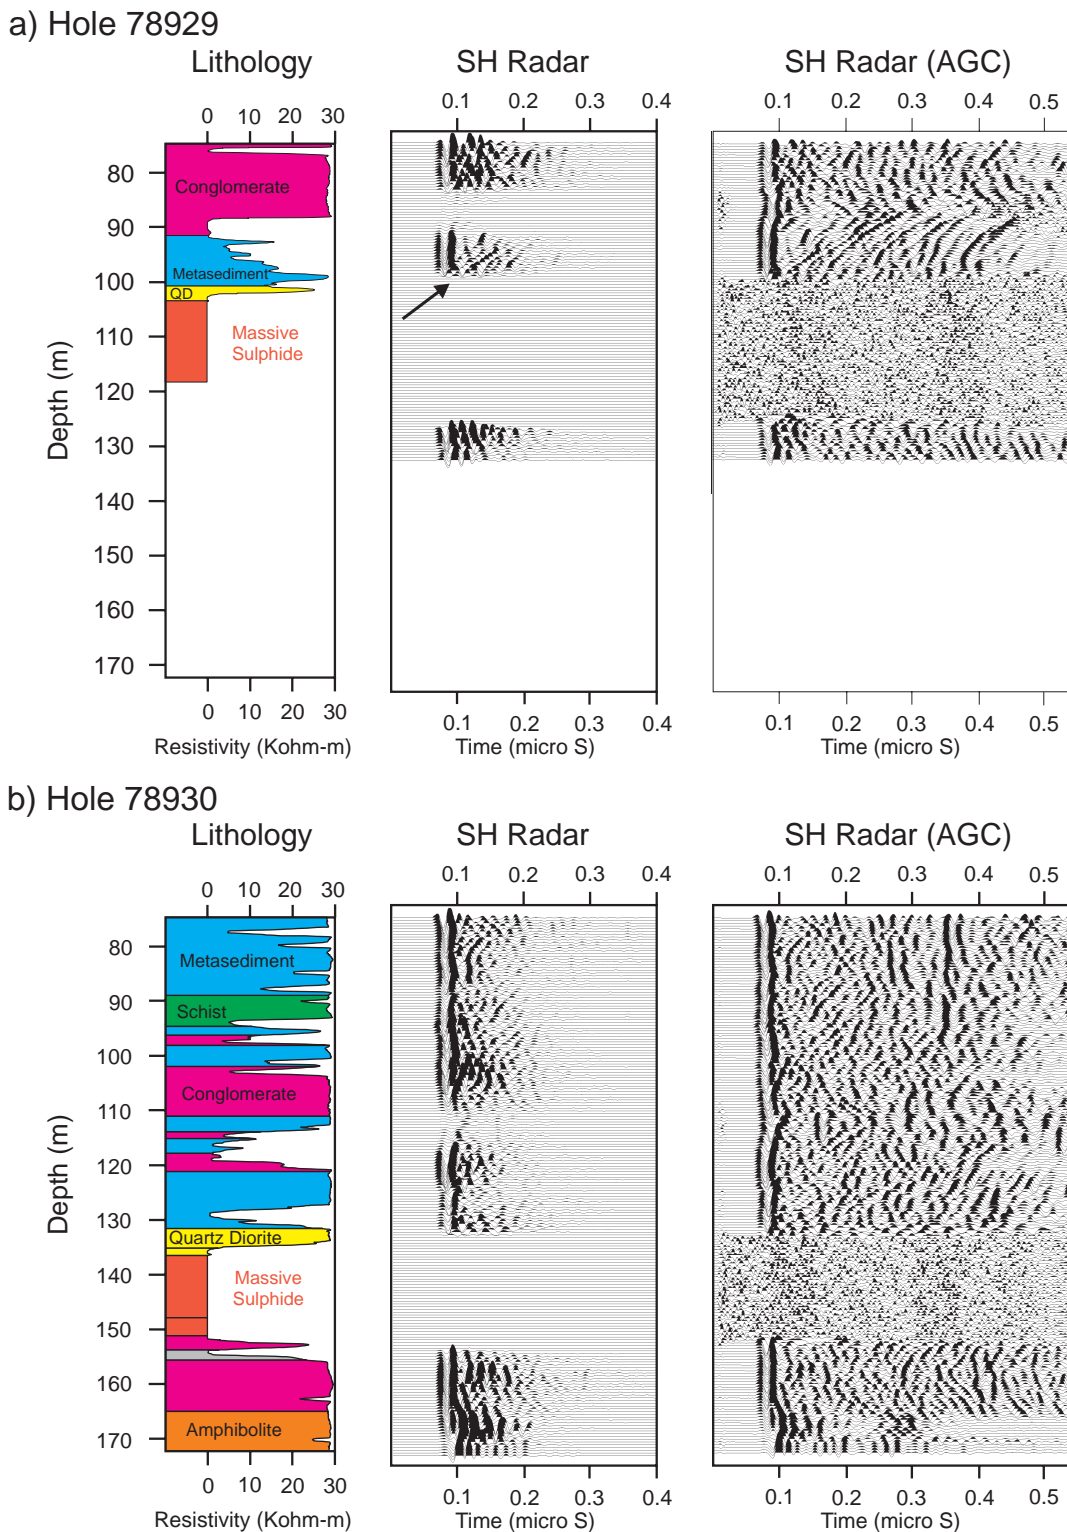 a) Hole 78929
Lithology
SH Radar
SH Radar (AGC)
0 10 20 30
0.1 0.2 0.3 0.4
0.1 0.2 0.3 0.4 0.5
80
90
100
110
120
130
140
150
160
170
Depth (m)
Conglomerate
Metasediment
QD
Massive
Sulphide
0 10 20 30
0.1 0.2 0.3 0.4
0.1 0.2 0.3 0.4 0.5
Resistivity (Kohm-m)
Time (micro S)
Time (micro S)
b) Hole 78930
Lithology
SH Radar
SH Radar (AGC)
0 10 20 30
0.1 0.2 0.3 0.4
0.1 0.2 0.3 0.4 0.5
80
90
100
110
120
130
140
150
160
170
Depth (m)
Metasediment
Schist
Conglomerate
Quartz Diorite
Massive
Sulphide
Amphibolite
0 10 20 30
0.1 0.2 0.3 0.4
0.1 0.2 0.3 0.4 0.5
Resistivity (Kohm-m)
Time (micro S)
Time (micro S)